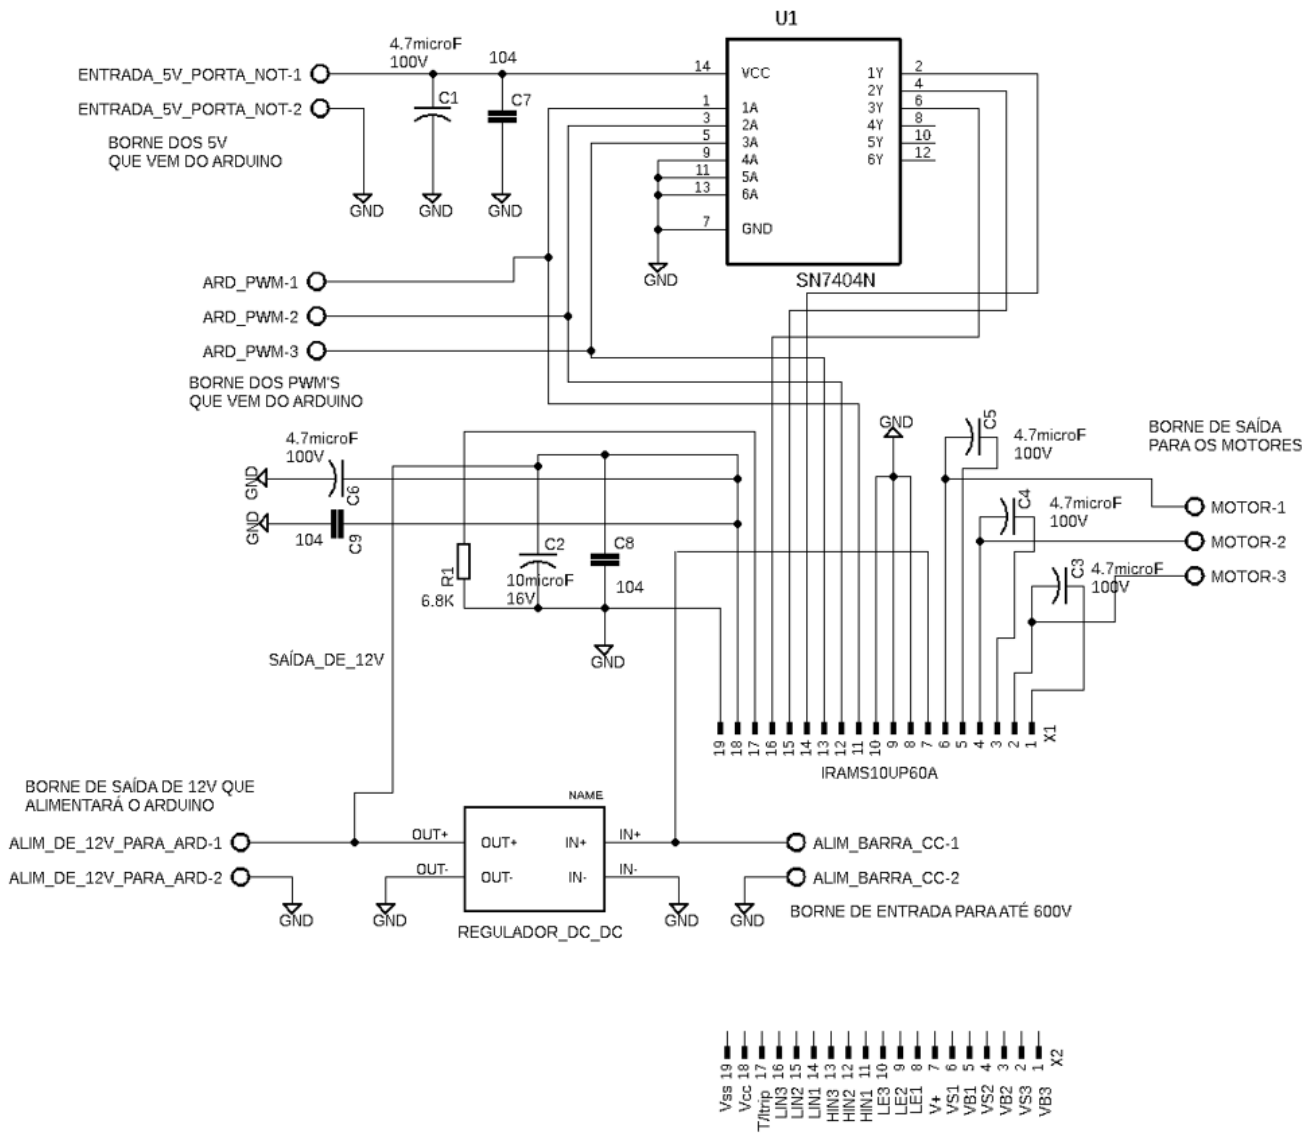 U1
4.7microF
100V
104
ENTRADA_5V_PORTA_NOT-1
C1
C7
14
VCC
1Y
2
2Y
4
ENTRADA_5V_PORTA_NOT-2
1
1A
3Y
6
3
2A
4Y
8
5
3A
5Y
10
9
4A
6Y
12
11
5A
13
6A
7
GND
BORNE DOS 5V
QUE VEM DO ARDUINO
GND
GND
GND
GND
SN7404N
ARD_PWM-1
ARD_PWM-2
ARD_PWM-3
BORNE DOS PWM'S
QUE VEM DO ARDUINO
4.7microF
100V
GND
C6
GND
104
C9
R1
6.8K
C2
10microF
16V
C8
104
GND
GND
C5
4.7microF
100V
C4
4.7microF
100V
C3
4.7microF
100V
BORNE DE SAÍDA
PARA OS MOTORES
MOTOR-1
MOTOR-2
MOTOR-3
SAÍDA_DE_12V
19
18
17
16
15
14
13
12
11
10
9
8
7
6
5
4
3
2
1
X1
IRAMS10UP60A
BORNE DE SAÍDA DE 12V QUE
ALIMENTARÁ O ARDUINO
NAME
ALIM_DE_12V_PARA_ARD-1
OUT+
OUT+
IN+
IN+
ALIM_BARRA_CC-1
ALIM_DE_12V_PARA_ARD-2
OUT-
OUT-
IN-
IN-
ALIM_BARRA_CC-2
GND
GND
GND
GND
BORNE DE ENTRADA PARA ATÉ 600V
REGULADOR_DC_DC
Vss 19
Vcc 18
T/Itrip 17
LIN3 16
LIN2 15
LIN1 14
HIN3 13
HIN2 12
HIN1 11
LE3 10
LE2 9
LE1 8
V+ 7
VS1 6
VB1 5
VS2 4
VB2 3
VS3 2
VB3 1
X2